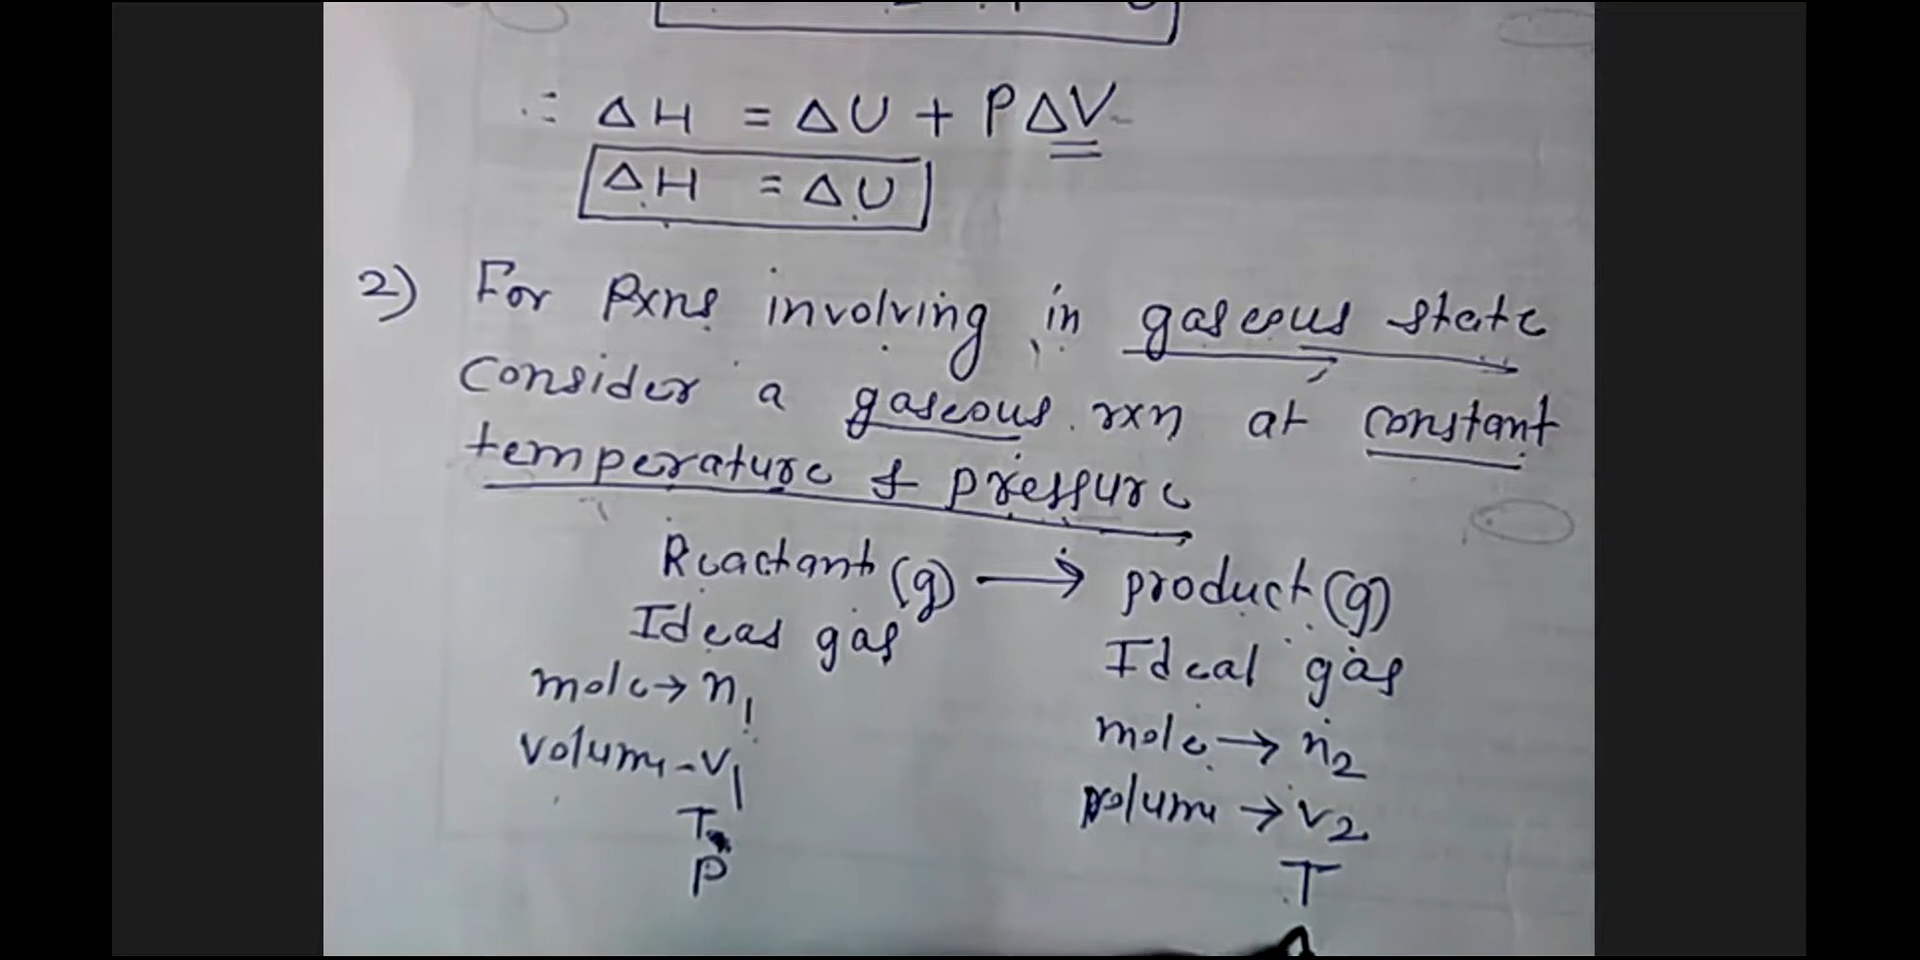 ∴ ΔH = ΔU + PΔV
ΔH = ΔU
2) For Rxns involving in gaseous state
Consider a gaseous rxn at constant
temperature & pressure
Reactant (g) → product (g)
Ideas gas Ideal gas
mole → n₁ mole → n₂
volume - V₁ volume → V₂
T T
P